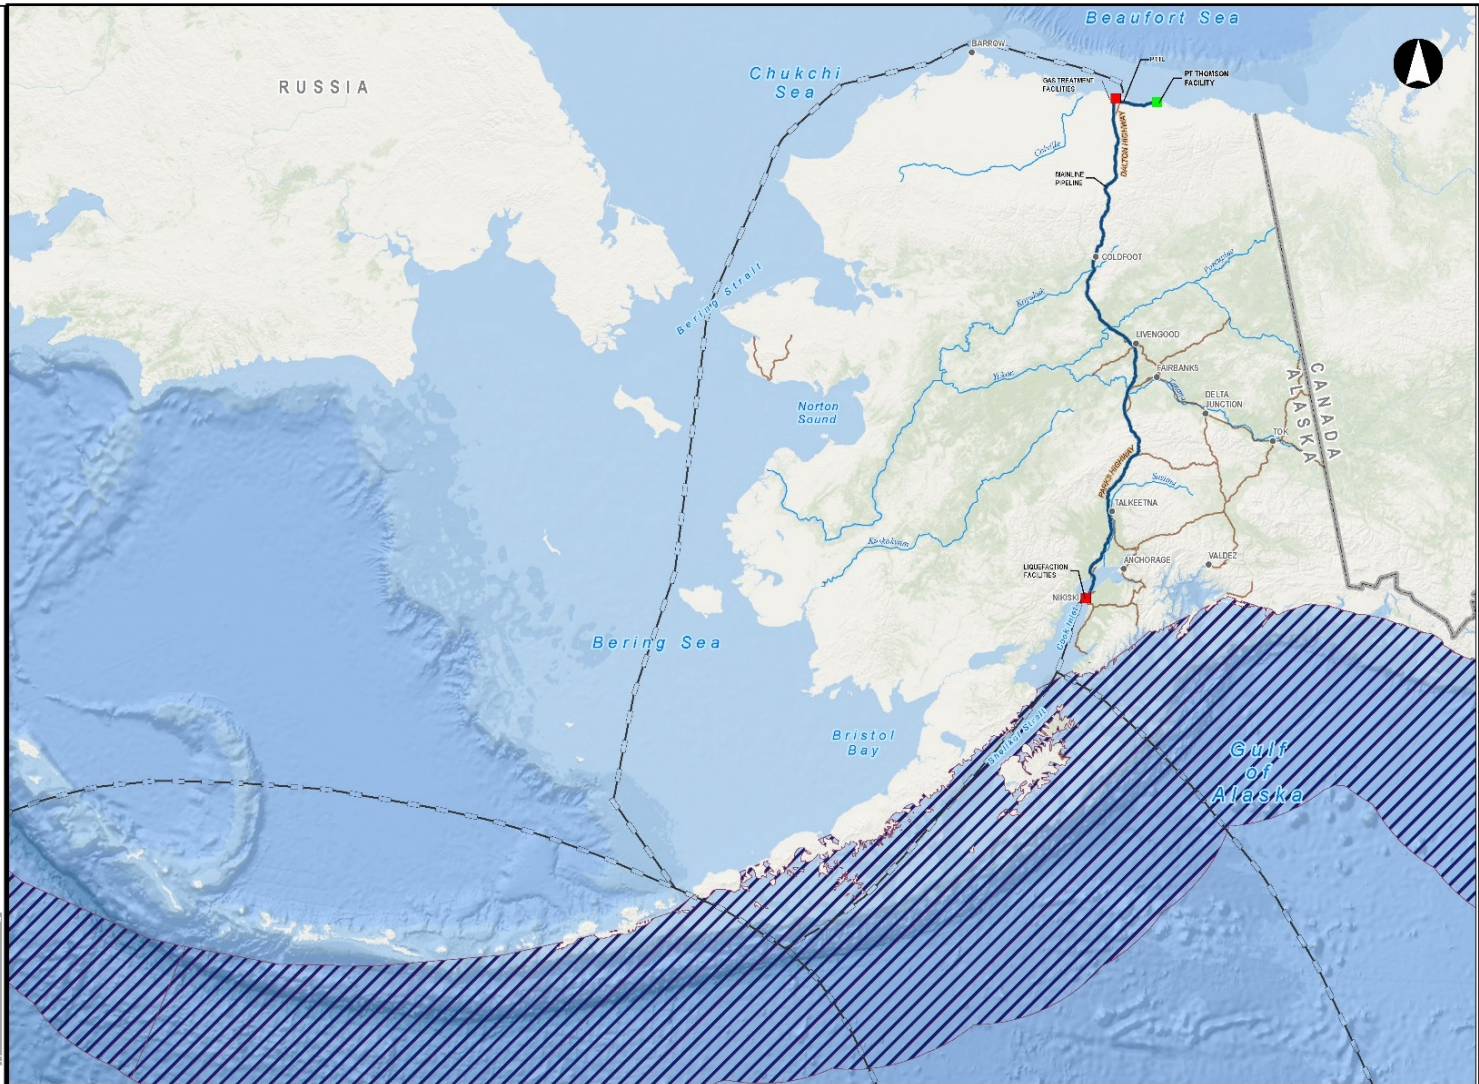 Beaufort Sea
BARROW
RUSSIA
Chukchi
Sea
PTTL
GAS TREATMENT
FACILITIES
PT THOMSON
FACILITY
DALTON HIGHWAY
Colville
MAINLINE
PIPELINE
COLDFOOT
Porcupine
Koyukuk
Bering Strait
LIVENGOOD
Yukon
FAIRBANKS
Tanana
DELTA
JUNCTION
CANADA
ALASKA
Norton
Sound
TOK
PARKS HIGHWAY
Susitna
TALKEETNA
Kuskokwim
VALDEZ
ANCHORAGE
LIQUEFACTION
FACILITIES
NIKISKI
Cook Inlet
Bering Sea
Bristol
Bay
Shelikof Strait
Gulf
of
Alaska